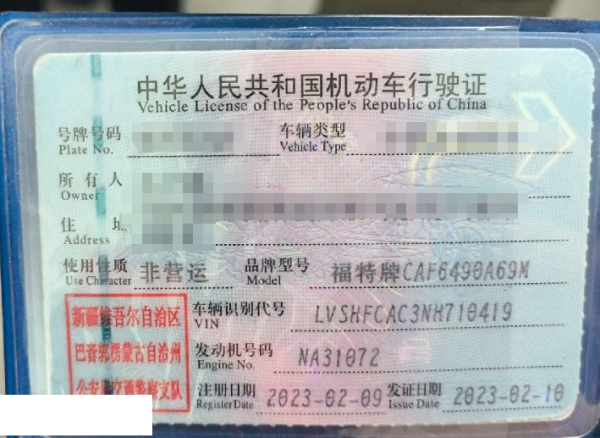 中华人民共和国机动车行驶证
Vehicle License of the People's Republic of China
号牌号码 车辆类型
Plate No. Vehicle Type
所有人
Owner
住址
Address
使用性质 非营运 品牌型号 福特牌CAF6490A69M
Use Character Model
新疆维吾尔自治区 车辆识别代号 LVSHFCAC3NH710419
VIN
巴音郭楞蒙古自治州 发动机号码 NA31072
Engine No.
公安局交通警察支队 注册日期 2023-02-09 发证日期 2023-02-10
Register Date Issue Date